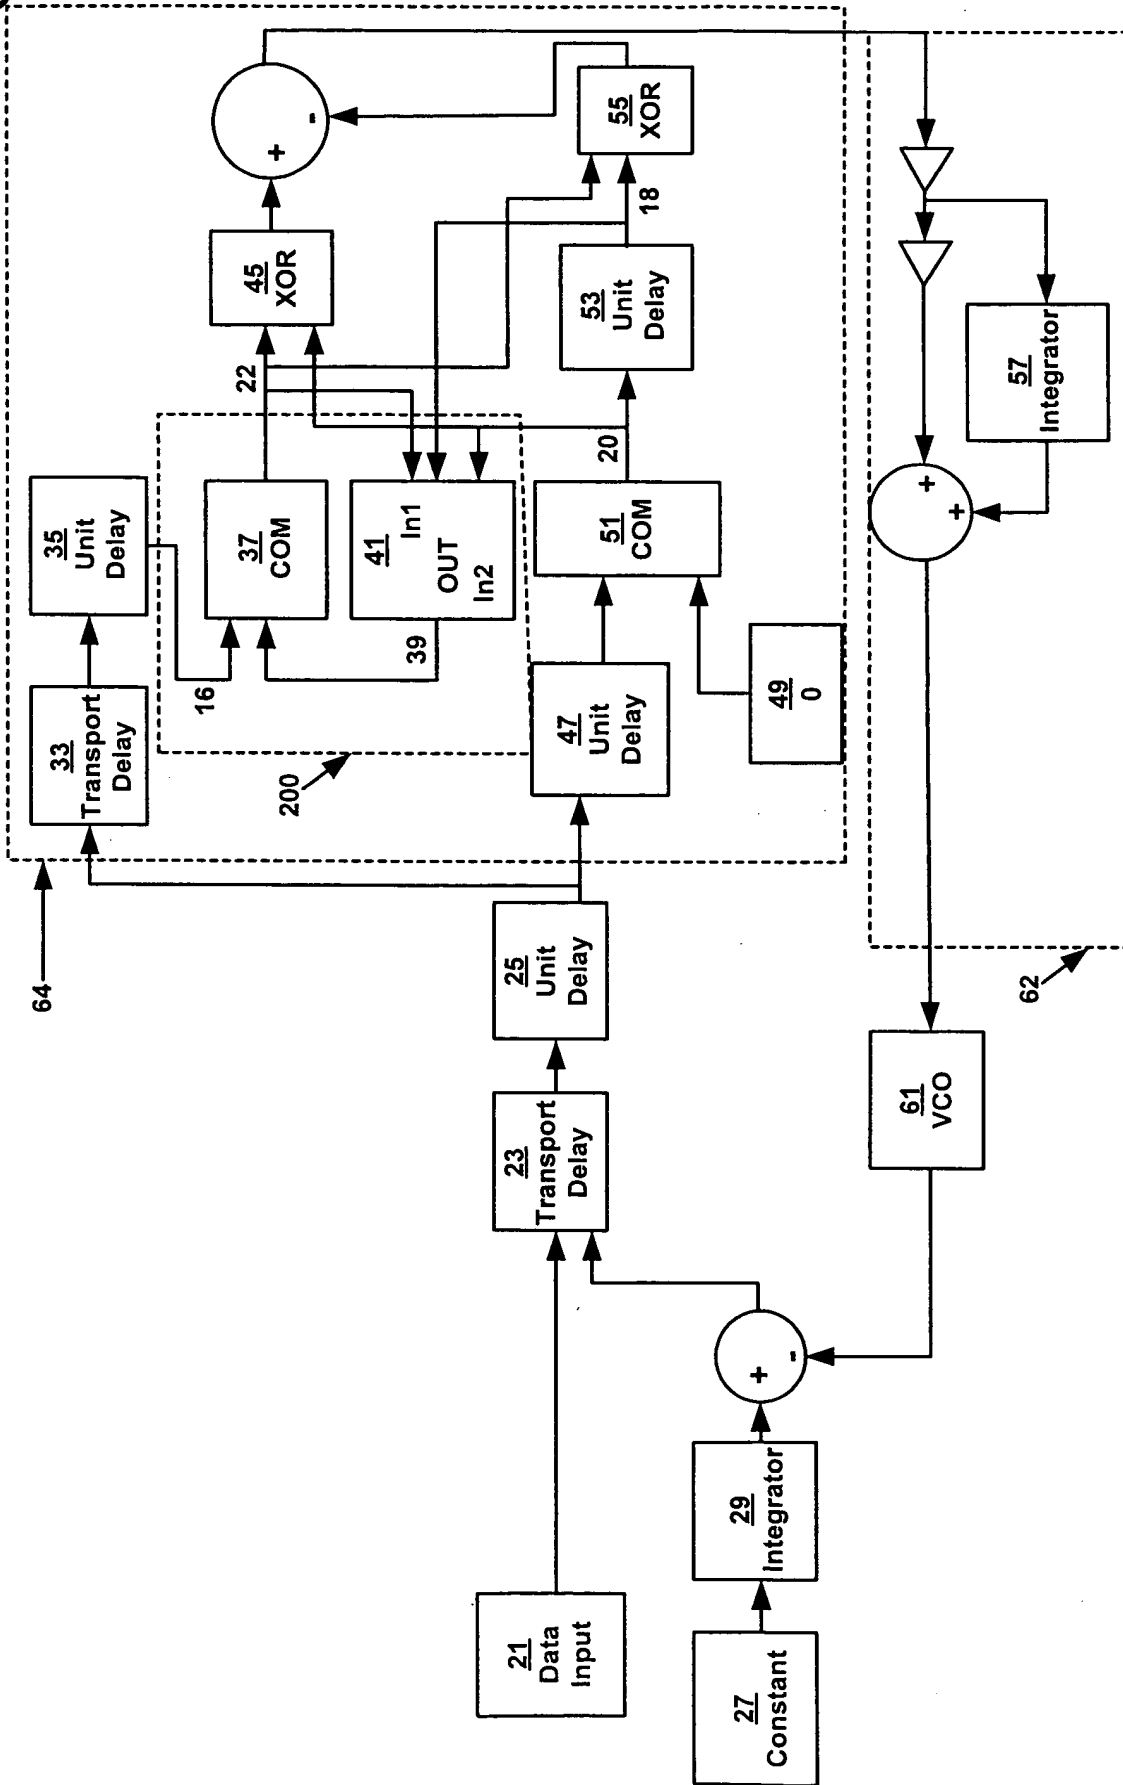 64
33
Transport
Delay
35
Unit
Delay
16
200
37
COM
22
45
XOR
+
-
39
41
In1
OUT
In2
21
Data
Input
23
Transport
Delay
25
Unit
Delay
47
Unit
Delay
51
COM
20
53
Unit
Delay
18
55
XOR
49
0
27
Constant
29
Integrator
+
-
61
VCO
62
+
+
57
Integrator